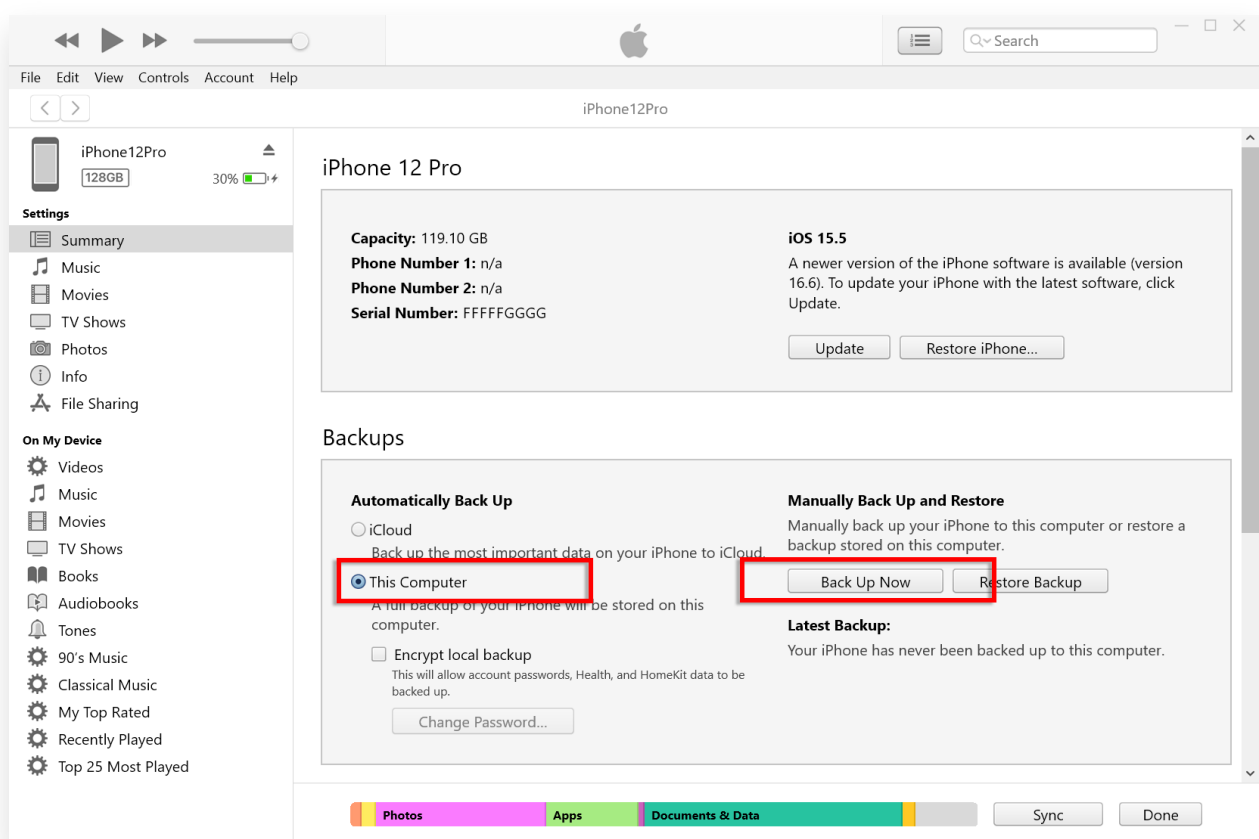 Search
File Edit View Controls Account Help
iPhone12Pro
iPhone12Pro
128GB
30%
Settings
Summary
Music
Movies
TV Shows
Photos
Info
File Sharing
On My Device
Videos
Music
Movies
TV Shows
Books
Audiobooks
Tones
90's Music
Classical Music
My Top Rated
Recently Played
Top 25 Most Played
iPhone 12 Pro
Capacity: 119.10 GB
Phone Number 1: n/a
Phone Number 2: n/a
Serial Number: FFFFFGGGG
iOS 15.5
A newer version of the iPhone software is available (version
16.6). To update your iPhone with the latest software, click
Update.
Update
Restore iPhone...
Backups
Automatically Back Up
iCloud
Back up the most important data on your iPhone to iCloud.
This Computer
A full backup of your iPhone will be stored on this
computer.
Encrypt local backup
This will allow account passwords, Health, and HomeKit data to be
backed up.
Change Password...
Manually Back Up and Restore
Manually back up your iPhone to this computer or restore a
backup stored on this computer.
Back Up Now
Restore Backup
Latest Backup:
Your iPhone has never been backed up to this computer.
Photos
Apps
Documents & Data
Sync
Done